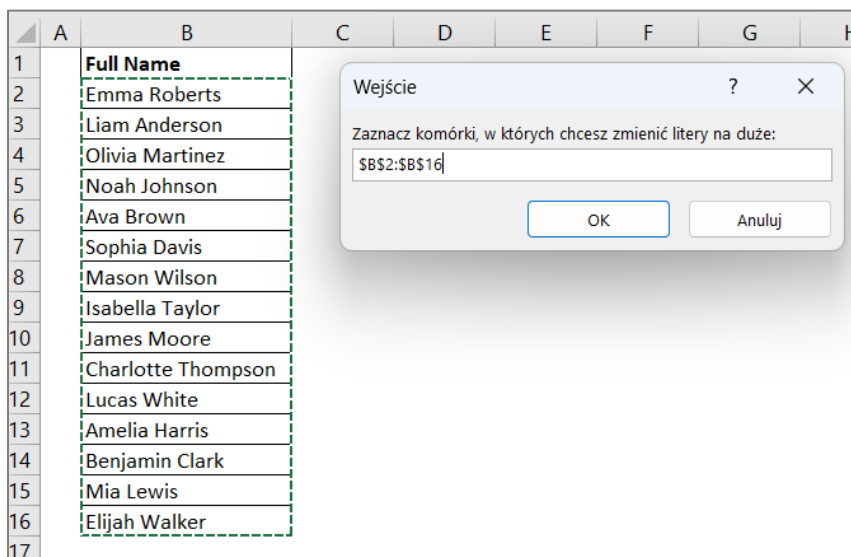 A B C D E F G
1 Full Name
2 Emma Roberts
3 Liam Anderson
4 Olivia Martinez
5 Noah Johnson
6 Ava Brown
7 Sophia Davis
8 Mason Wilson
9 Isabella Taylor
10 James Moore
11 Charlotte Thompson
12 Lucas White
13 Amelia Harris
14 Benjamin Clark
15 Mia Lewis
16 Elijah Walker
17
Wejście ?
Zaznacz komórki, w których chcesz zmienić litery na duże:
$B$2:$B$16
OK Anuluj